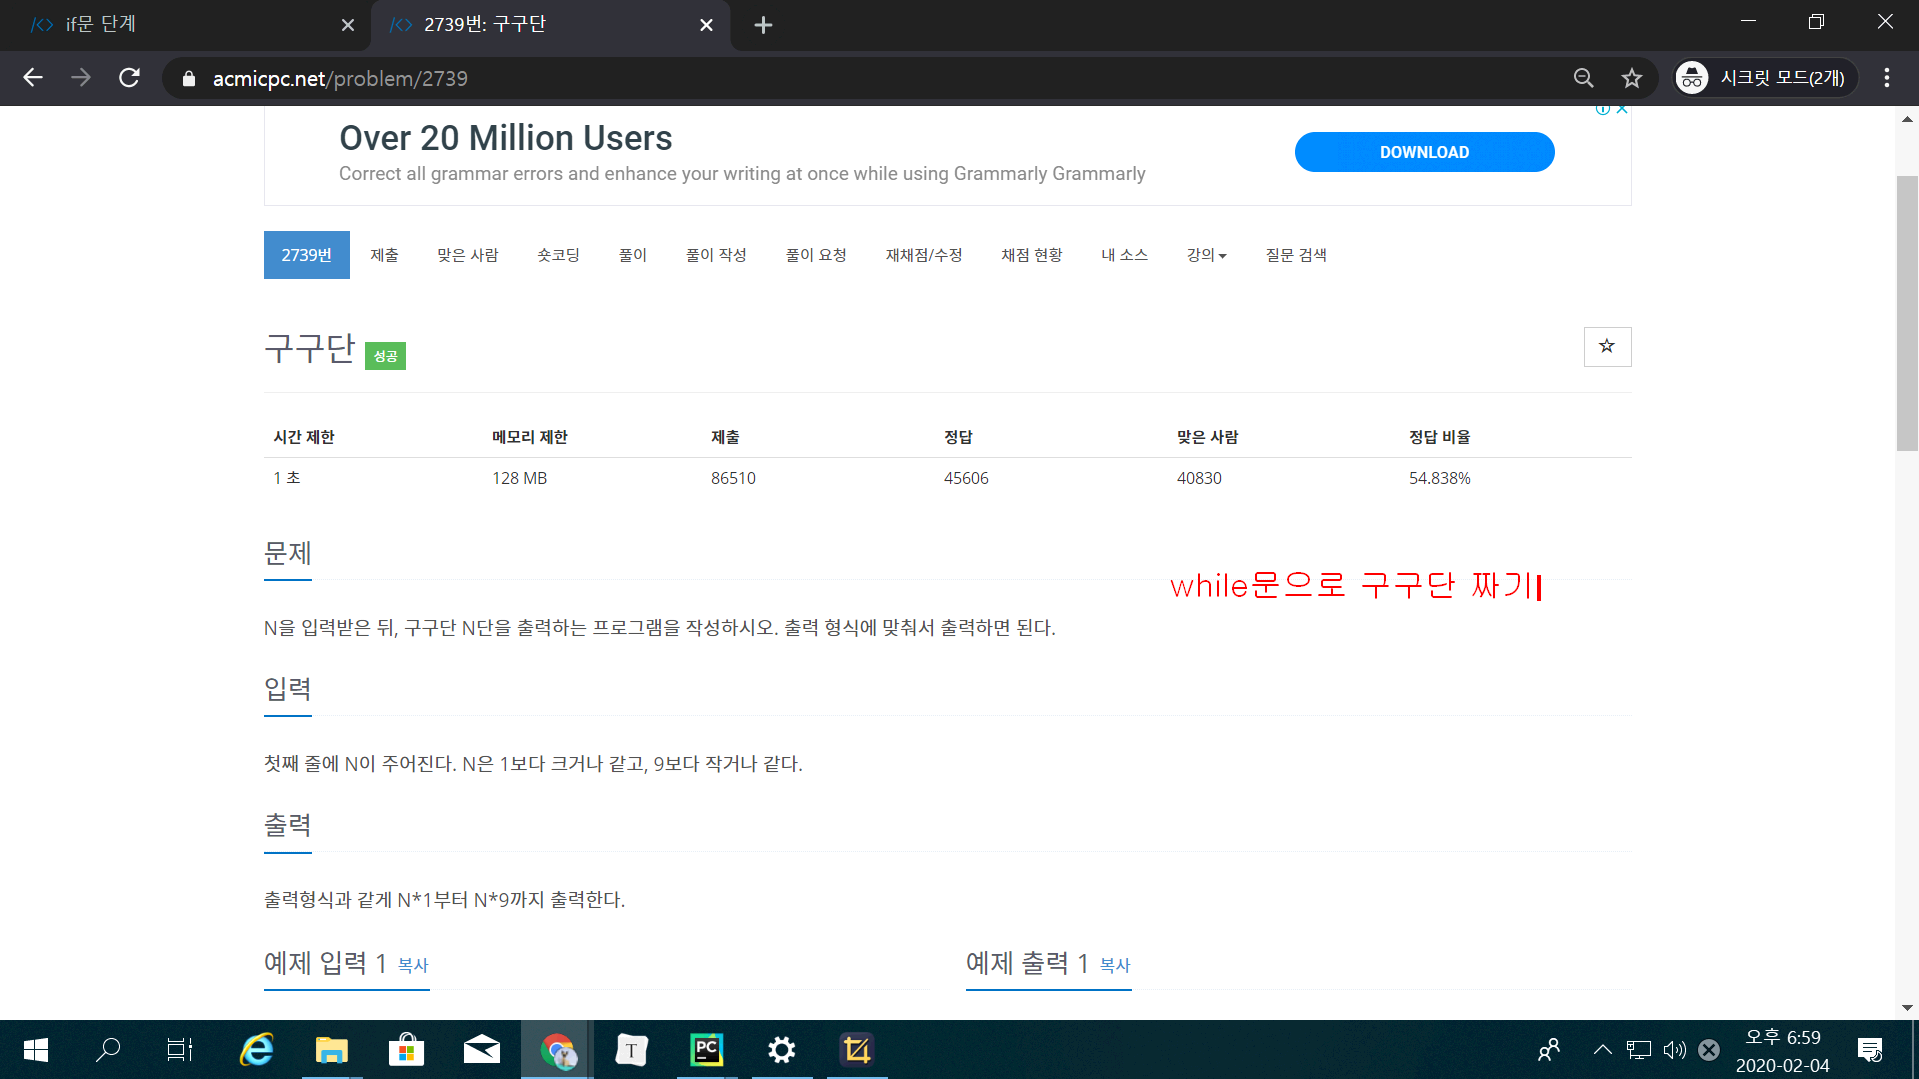 if문 단계
2739번: 구구단
acmicpc.net/problem/2739
시크릿 모드(2개)
Over 20 Million Users
Correct all grammar errors and enhance your writing at once while using Grammarly Grammarly
DOWNLOAD
2739번 제출 맞은 사람 숏코딩 풀이 풀이 작성 풀이 요청 재채점/수정 채점 현황 내 소스 강의 질문 검색
구구단 성공
시간 제한 메모리 제한 제출 정답 맞은 사람 정답 비율
1 초 128 MB 86510 45606 40830 54.838%
문제
while문으로 구구단 짜기
N을 입력받은 뒤, 구구단 N단을 출력하는 프로그램을 작성하시오. 출력 형식에 맞춰서 출력하면 된다.
입력
첫째 줄에 N이 주어진다. N은 1보다 크거나 같고, 9보다 작거나 같다.
출력
출력형식과 같게 N*1부터 N*9까지 출력한다.
예제 입력 1 복사
예제 출력 1 복사
T
PC
오후 6:59
2020-02-04